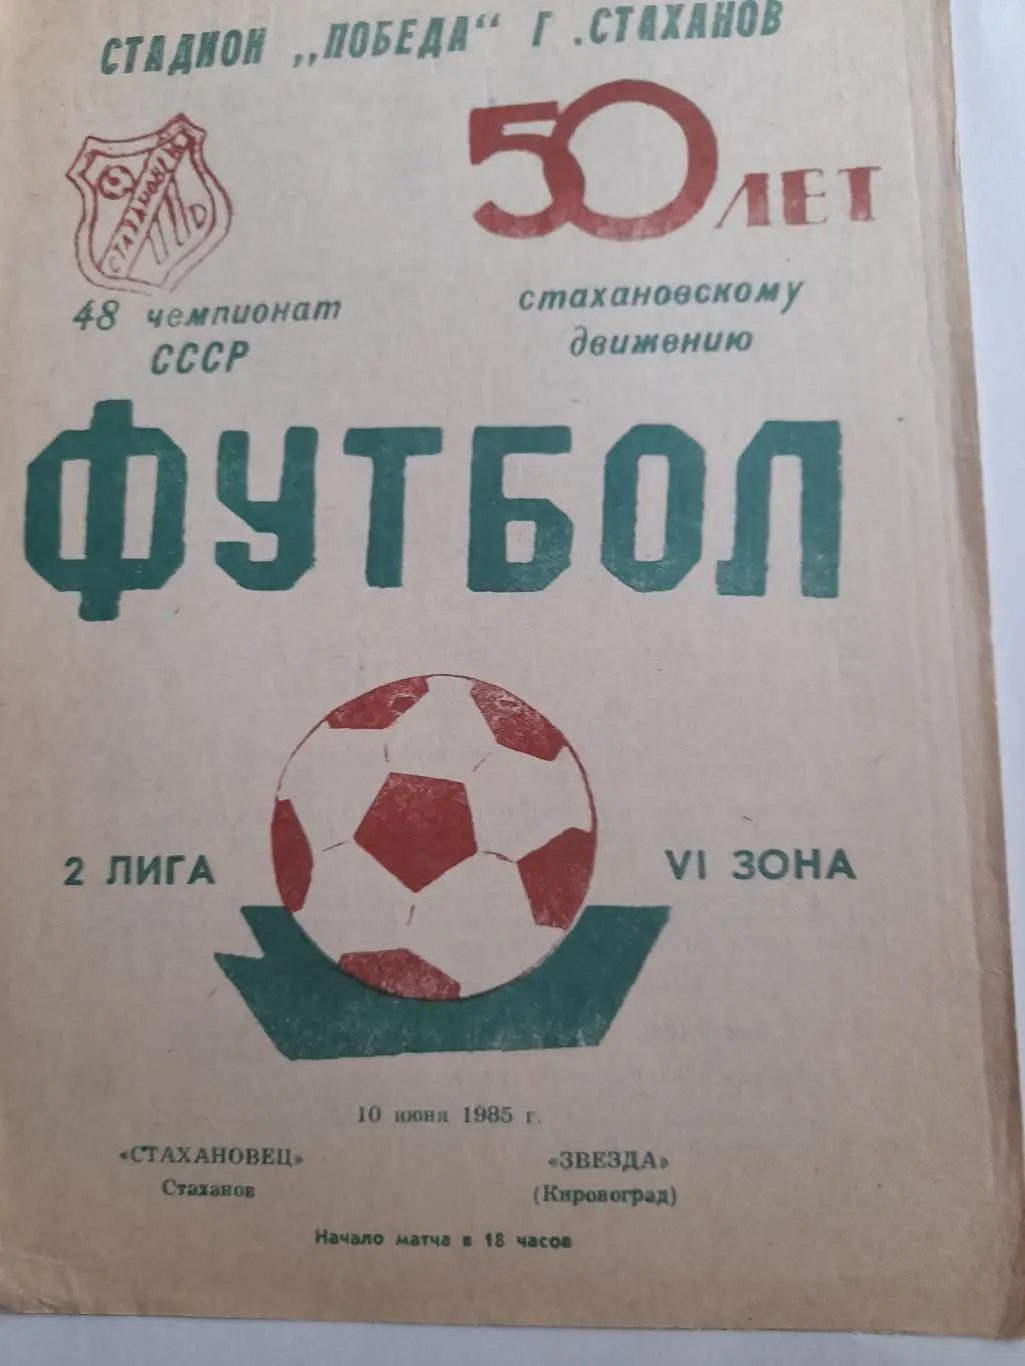 СТАДИОН „ПОБЕДА“ Г .СТАХАНОВ
СТАХАНОВЕЦ
50 ЛЕТ
48 чемпионат
СССР
стахановскому
движению
ФУТБОЛ
2 ЛИГА
VI ЗОНА
10 июня 1985 г.
«СТАХАНОВЕЦ»
Стаханов
«ЗВЕЗДА»
(Кировоград)
Начало матча в 18 часов